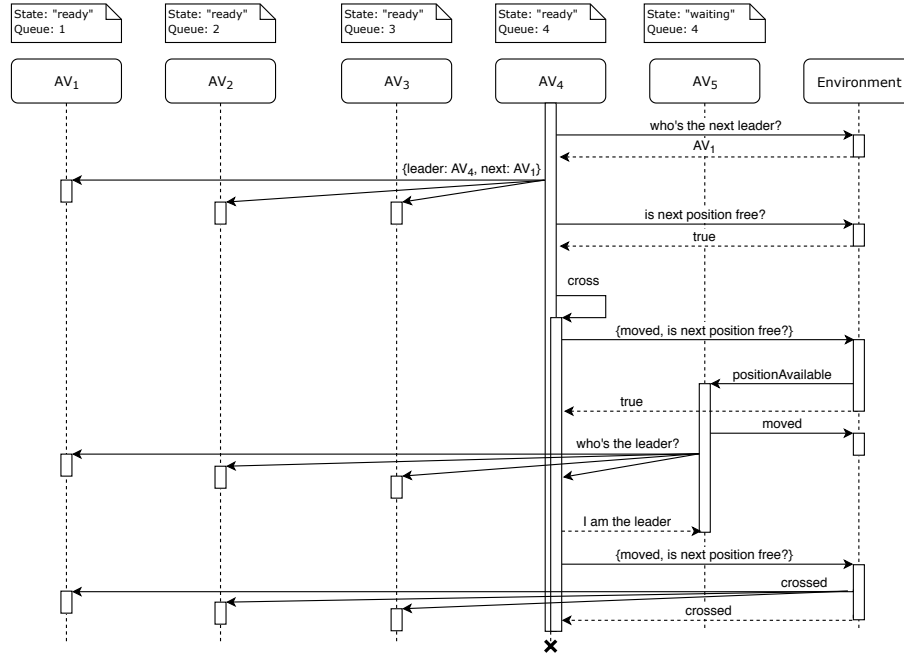 State: "ready"
Queue: 1
State: "ready"
Queue: 2
State: "ready"
Queue: 3
State: "ready"
Queue: 4
State: "waiting"
Queue: 4
AV₁
AV₂
AV₃
AV₄
AV₅
Environment
who's the next leader?
AV₁
{leader: AV₄, next: AV₁}
is next position free?
true
cross
{moved, is next position free?}
positionAvailable
true
moved
who's the leader?
I am the leader
{moved, is next position free?}
crossed
crossed